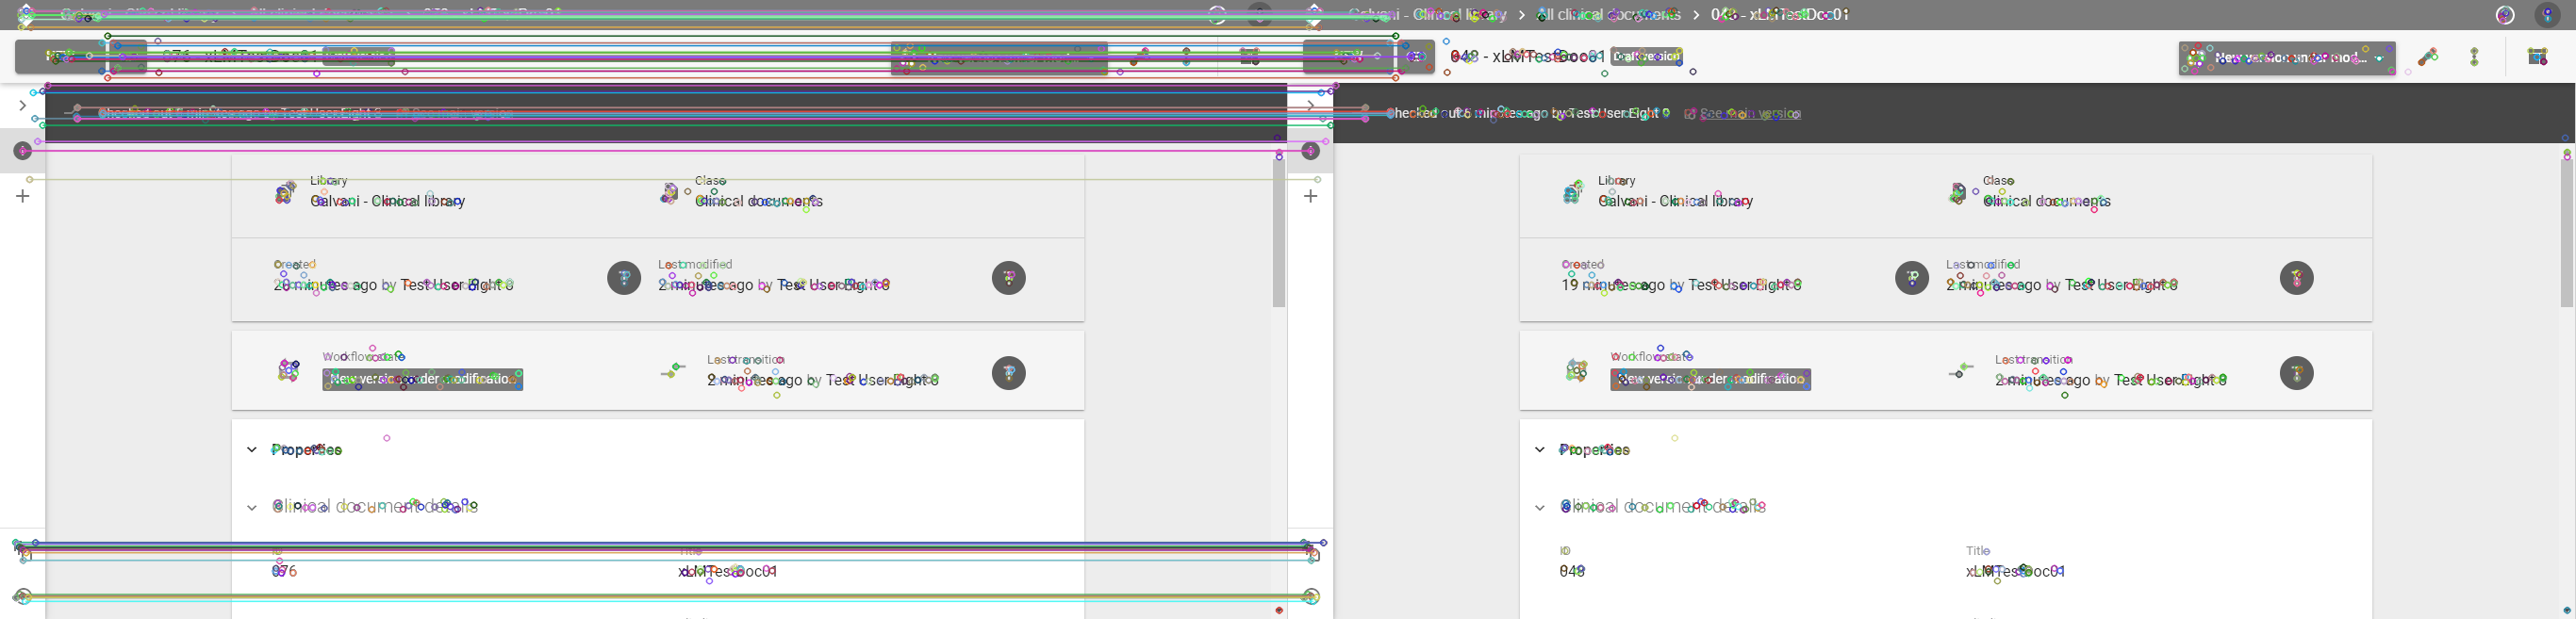 Galvani - Clinical library > All clinical documents > 048 - xLMTestDoc01
076 - xLMTestDoc01
048 - xLMTestDoc01 Draft version
New version under mod...
Checked out
minutes ago by Test User Eight 8
See main version
Checked out 6 minutes ago by Test User Eight 8
See main version
Library
Galvani - Clinical library
Class
Clinical documents
Created
minutes ago by Test User Eight 8
Last modified
2 minutes ago by Test User Eight 8
Workflow state
New version under modificatio...
Last transition
2 minutes ago by Test User Eight 8
Properties
Clinical document details
ID
076
Title
xLMTestDoc01
Library
Galvani - Clinical library
Class
Clinical documents
Created
19 minutes ago by Test User Eight 8
Last modified
2 minutes ago by Test User Eight 8
Workflow state
New version under modificatio...
Last transition
2 minutes ago by Test User Eight 8
Properties
Clinical document details
ID
048
Title
xLMTestDoc01